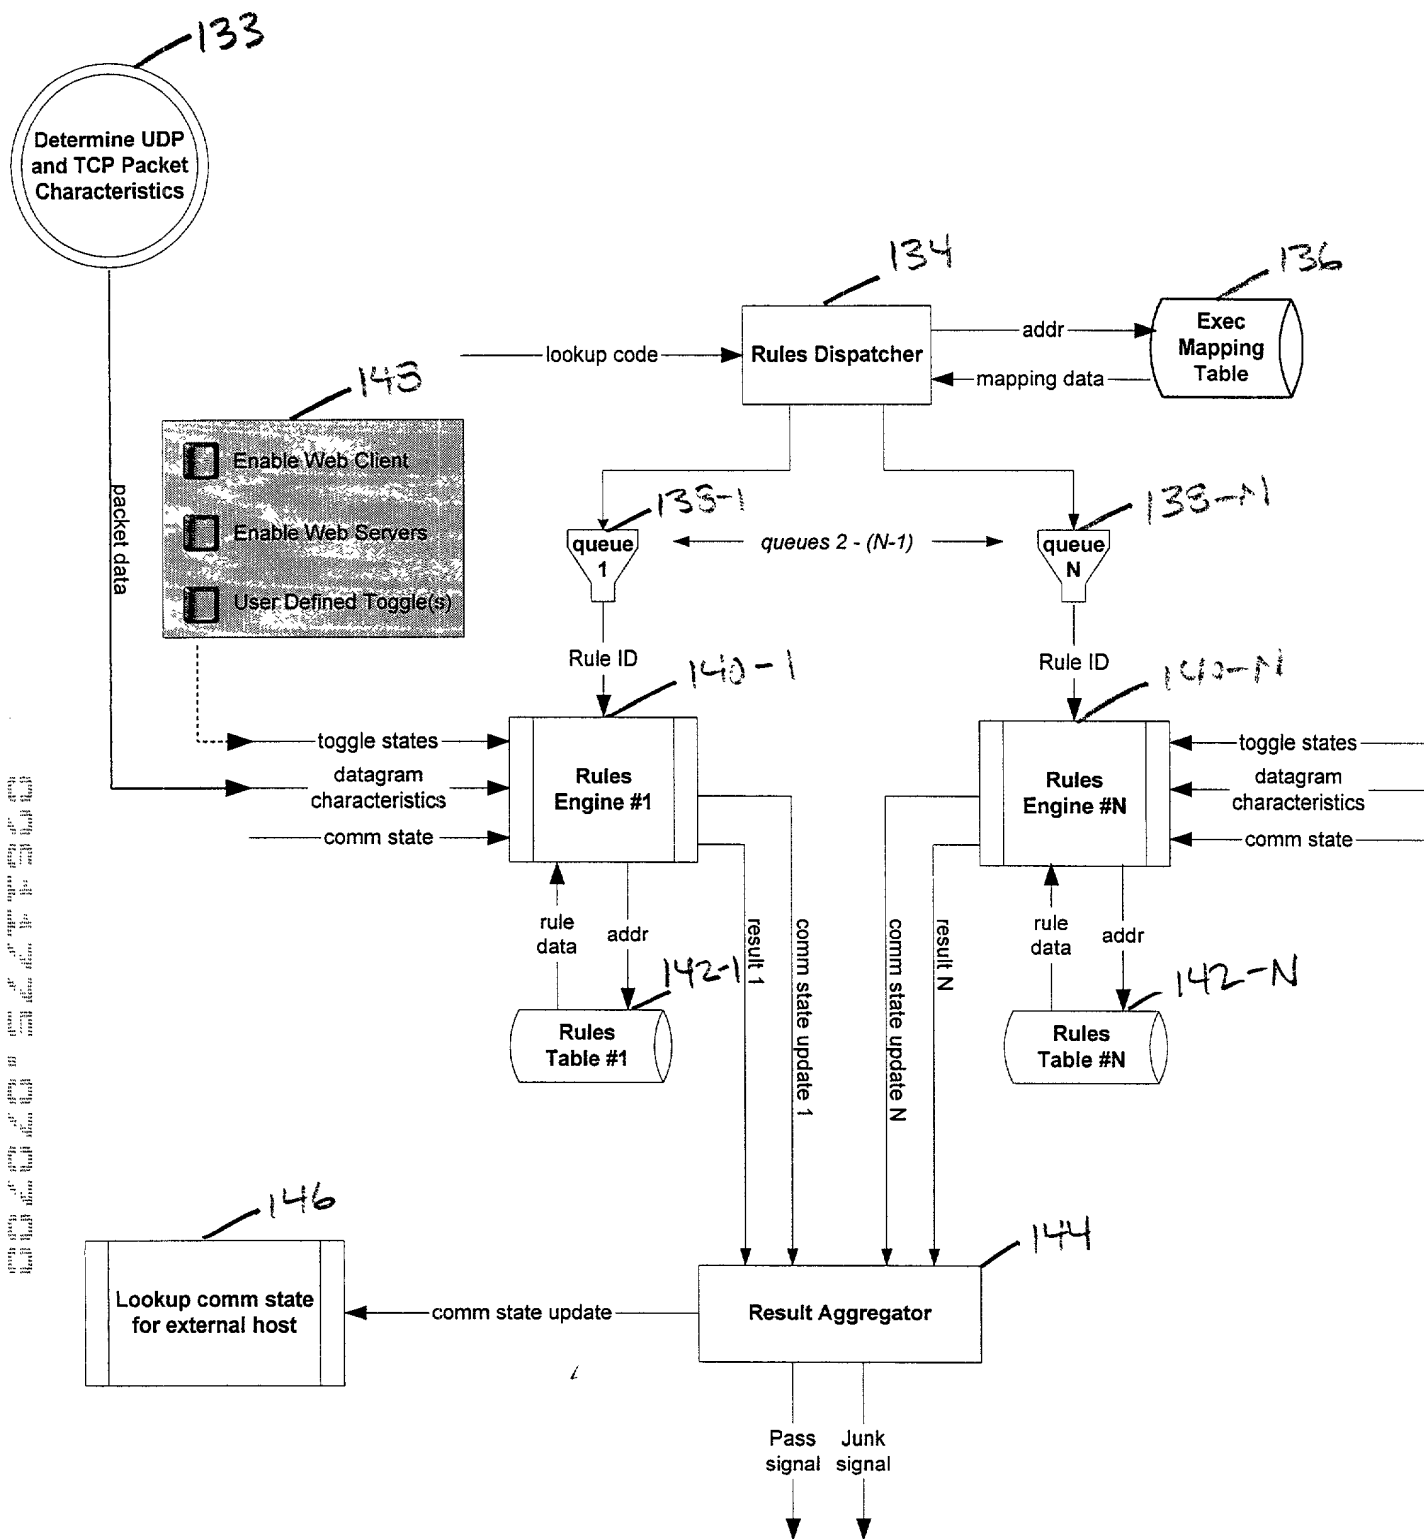 133
Determine UDP
and TCP Packet
Characteristics
134
136
lookup code
Rules Dispatcher
addr
mapping data
Exec
Mapping
Table
148
Enable Web Client
Enable Web Servers
User Defined Toggle(s)
packet data
138-1
138-N
queue
1
queues 2 - (N-1)
queue
N
Rule ID
Rule ID
140-1
140-N
toggle states
datagram
characteristics
comm state
Rules
Engine #1
Rules
Engine #N
toggle states
datagram
characteristics
comm state
rule
data
addr
result 1
comm state update 1
comm state update N
result N
rule
data
addr
142-1
142-N
Rules
Table #1
Rules
Table #N
146
144
Lookup comm state
for external host
comm state update
Result Aggregator
Pass
signal
Junk
signal